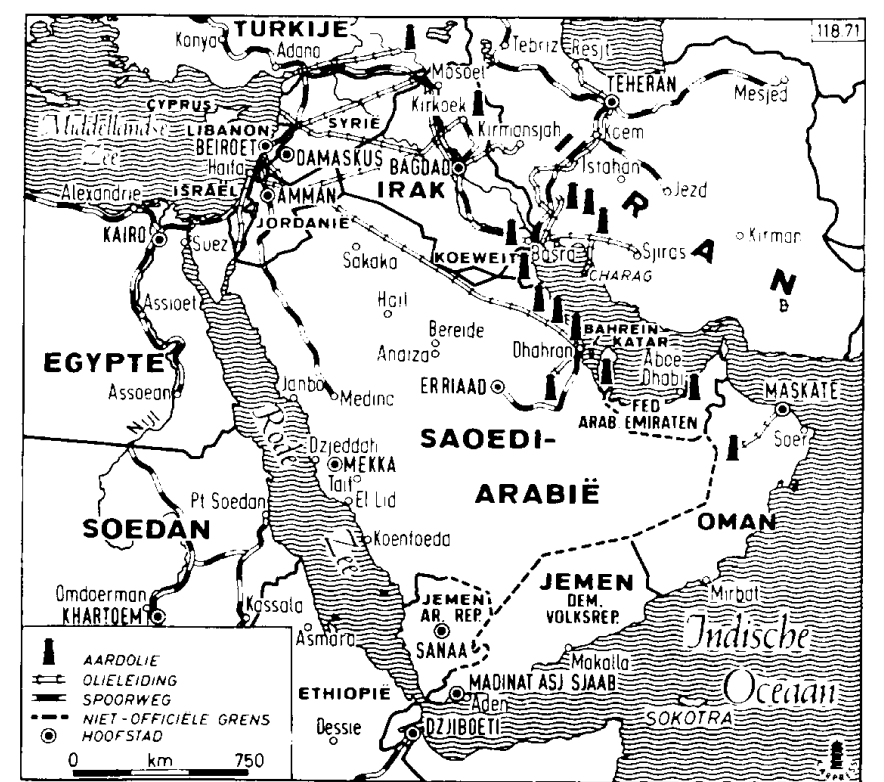 TURKIJE
118.71
Konya
Adana
Tebriz
Resjt
TEHERAN
Mosoel
Mesjed
Kirkoek
CYPRUS
Kirmansjah
Koem
SYRIË
Middellandse
Zee
LIBANON
BEIROET
DAMASKUS
BAGDAD
Isfahan
IRAN
Haifa
IRAK
Jezd
Alexandrië
ISRAËL
AMMAN
JORDANIË
KAIRO
Suez
KOEWEIT
Basra
Sjiras
Kirman
Sakaka
CHARAG
Assioet
Hail
Bereide
BAHREIN
KATAR
EGYPTE
Anaiza
Dhahran
Aboe
Dhabi
Assoean
Janbo
Medina
ERRIAAD
MASKATE
FED
ARAB. EMIRATEN
Nijl
Rode
Zee
SAOEDI-
Soer
Dzjeddah
MEKKA
Taif
ARABIË
Pt Soedan
El Lid
SOEDAN
OMAN
Koenfoeda
JEMEN
DEM.
VOLKSREP.
Omdoerman
KHARTOEM
Kassala
JEMEN
AR. REP.
Mirbat
Asmara
SANAA
Indische
Oceaan
Makalla
AARDOLIE
OLIELEIDING
SPOORWEG
NIET-OFFICIËLE GRENS
HOOFSTAD
0 km 750
ETHIOPIË
MADINAT ASJ SJAAB
Aden
SOKOTRA
Dessie
DZJIBOETI